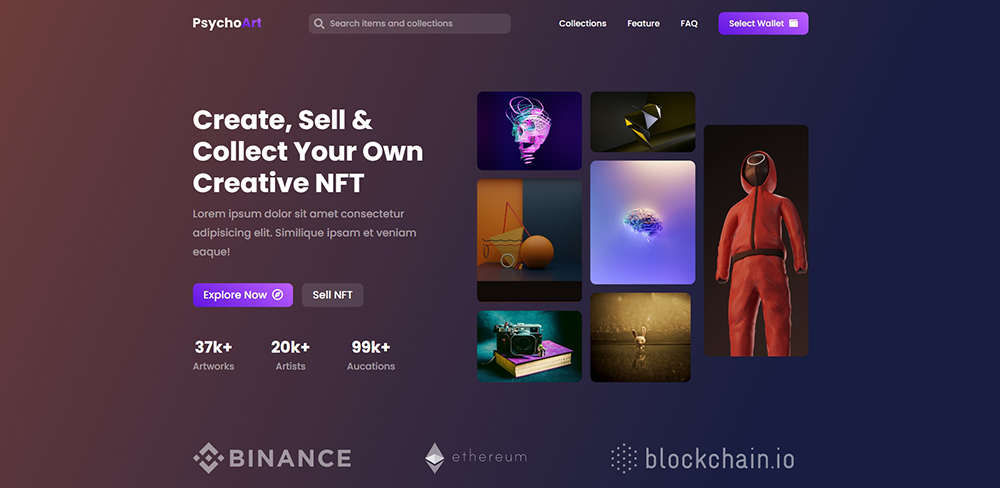 PsychoArt
Search items and collections
Collections
Feature
FAQ
Select Wallet
Create, Sell &
Collect Your Own
Creative NFT
Lorem ipsum dolor sit amet consectetur
adipisicing elit. Similique ipsam et veniam
eaque!
Explore Now
Sell NFT
37k+
Artworks
20k+
Artists
99k+
Aucations
BINANCE
ethereum
blockchain.io